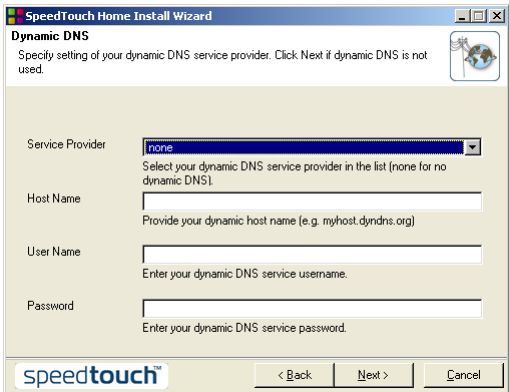 SpeedTouch Home Install Wizard
Dynamic DNS
Specify setting of your dynamic DNS service provider. Click Next if dynamic DNS is not
used.
Service Provider
none
Select your dynamic DNS service provider in the list (none for no
dynamic DNS).
Host Name
Provide your dynamic host name (e.g. myhost.dyndns.org)
User Name
Enter your dynamic DNS service username.
Password
Enter your dynamic DNS service password.
speedtouch™
< Back
Next >
Cancel